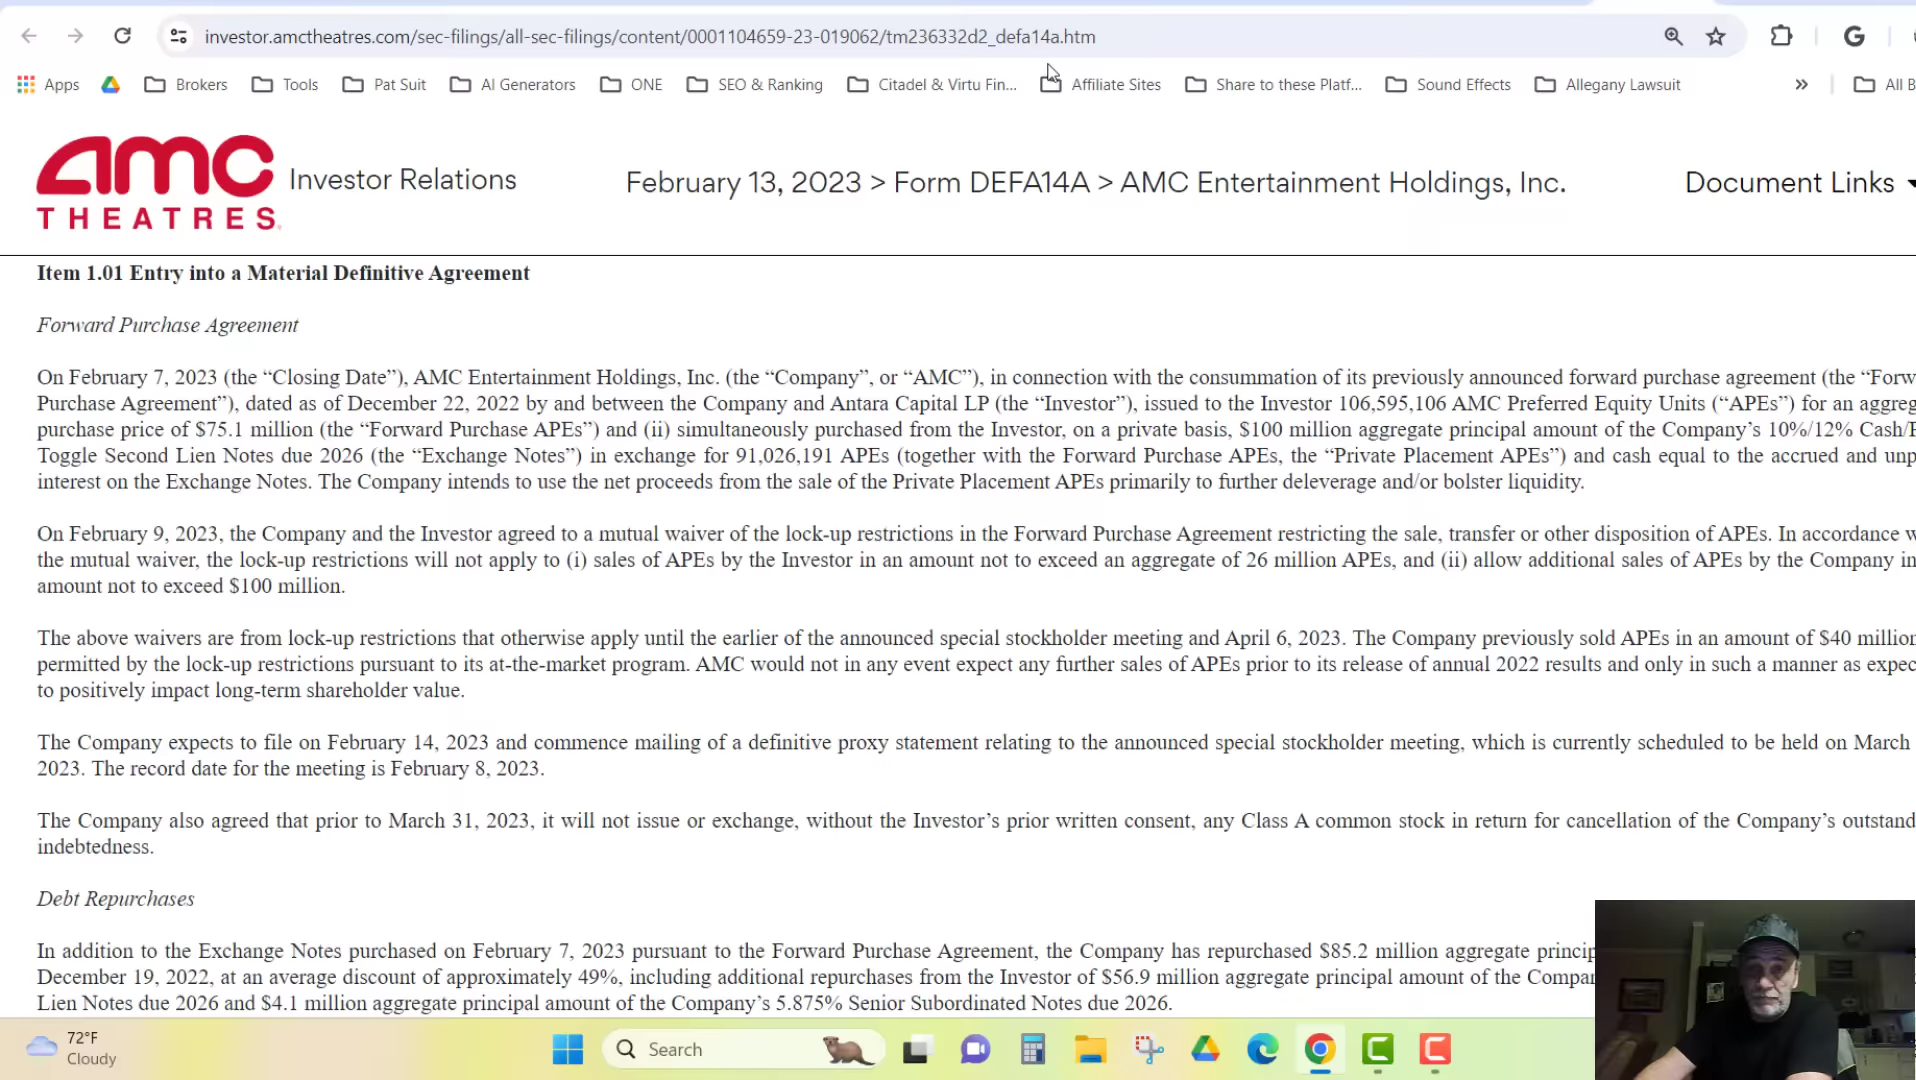 investor.amctheatres.com/sec-filings/all-sec-filings/content/0001104659-23-019062/tm236332d2_defa14a.htm
Apps Brokers Tools Pat Suit AI Generators ONE SEO & Ranking Citadel & Virtu Fin... Affiliate Sites Share to these Platf... Sound Effects Allegany Lawsuit » All B
amc
THEATRES.
Investor Relations
February 13, 2023 > Form DEFA14A > AMC Entertainment Holdings, Inc.
Document Links
Item 1.01 Entry into a Material Definitive Agreement
Forward Purchase Agreement
On February 7, 2023 (the “Closing Date”), AMC Entertainment Holdings, Inc. (the “Company”, or “AMC”), in connection with the consummation of its previously announced forward purchase agreement (the “Forw
Purchase Agreement”), dated as of December 22, 2022 by and between the Company and Antara Capital LP (the “Investor”), issued to the Investor 106,595,106 AMC Preferred Equity Units (“APEs”) for an aggreg
purchase price of $75.1 million (the “Forward Purchase APEs”) and (ii) simultaneously purchased from the Investor, on a private basis, $100 million aggregate principal amount of the Company’s 10%/12% Cash/P
Toggle Second Lien Notes due 2026 (the “Exchange Notes”) in exchange for 91,026,191 APEs (together with the Forward Purchase APEs, the “Private Placement APEs”) and cash equal to the accrued and unp
interest on the Exchange Notes. The Company intends to use the net proceeds from the sale of the Private Placement APEs primarily to further deleverage and/or bolster liquidity.
On February 9, 2023, the Company and the Investor agreed to a mutual waiver of the lock-up restrictions in the Forward Purchase Agreement restricting the sale, transfer or other disposition of APEs. In accordance w
the mutual waiver, the lock-up restrictions will not apply to (i) sales of APEs by the Investor in an amount not to exceed an aggregate of 26 million APEs, and (ii) allow additional sales of APEs by the Company in
amount not to exceed $100 million.
The above waivers are from lock-up restrictions that otherwise apply until the earlier of the announced special stockholder meeting and April 6, 2023. The Company previously sold APEs in an amount of $40 million
permitted by the lock-up restrictions pursuant to its at-the-market program. AMC would not in any event expect any further sales of APEs prior to its release of annual 2022 results and only in such a manner as expec
to positively impact long-term shareholder value.
The Company expects to file on February 14, 2023 and commence mailing of a definitive proxy statement relating to the announced special stockholder meeting, which is currently scheduled to be held on March
2023. The record date for the meeting is February 8, 2023.
The Company also agreed that prior to March 31, 2023, it will not issue or exchange, without the Investor’s prior written consent, any Class A common stock in return for cancellation of the Company’s outstand
indebtedness.
Debt Repurchases
In addition to the Exchange Notes purchased on February 7, 2023 pursuant to the Forward Purchase Agreement, the Company has repurchased $85.2 million aggregate princip
December 19, 2022, at an average discount of approximately 49%, including additional repurchases from the Investor of $56.9 million aggregate principal amount of the Compan
Lien Notes due 2026 and $4.1 million aggregate principal amount of the Company’s 5.875% Senior Subordinated Notes due 2026.
72°F
Cloudy
Search